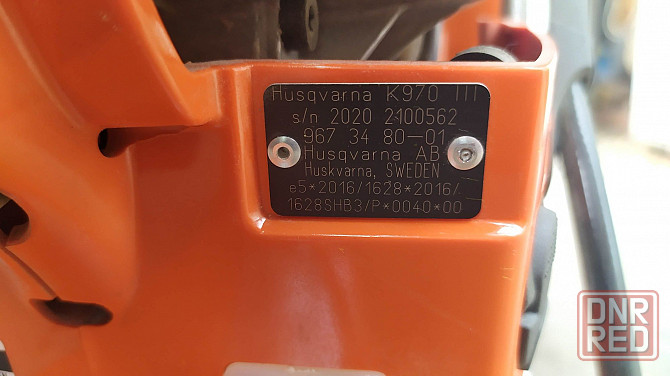 Husqvarna K970 III
s/n 2020 2100562
967 34 80-01
Husqvarna AB
Huskvarna, SWEDEN
e5*2016/1628*2016/
1628SHB3/P*0040*00
DNR
RED